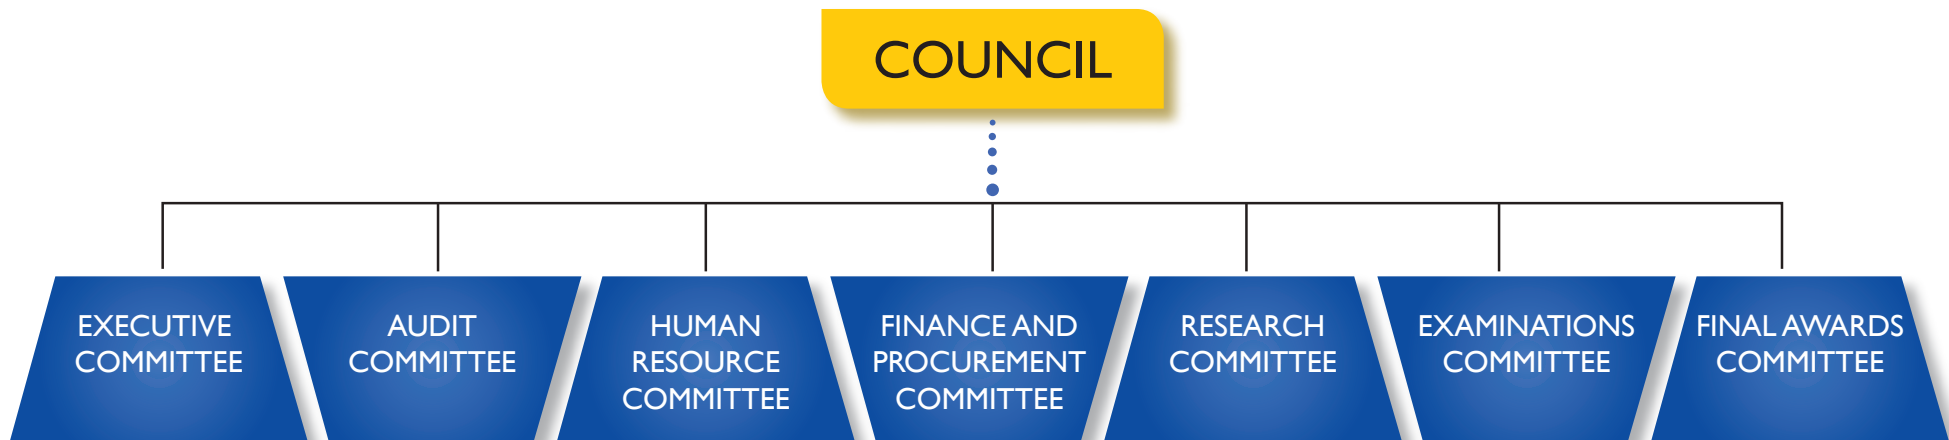 COUNCIL
EXECUTIVE
COMMITTEE
AUDIT
COMMITTEE
HUMAN
RESOURCE
COMMITTEE
FINANCE AND
PROCUREMENT
COMMITTEE
RESEARCH
COMMITTEE
EXAMINATIONS
COMMITTEE
FINAL AWARDS
COMMITTEE